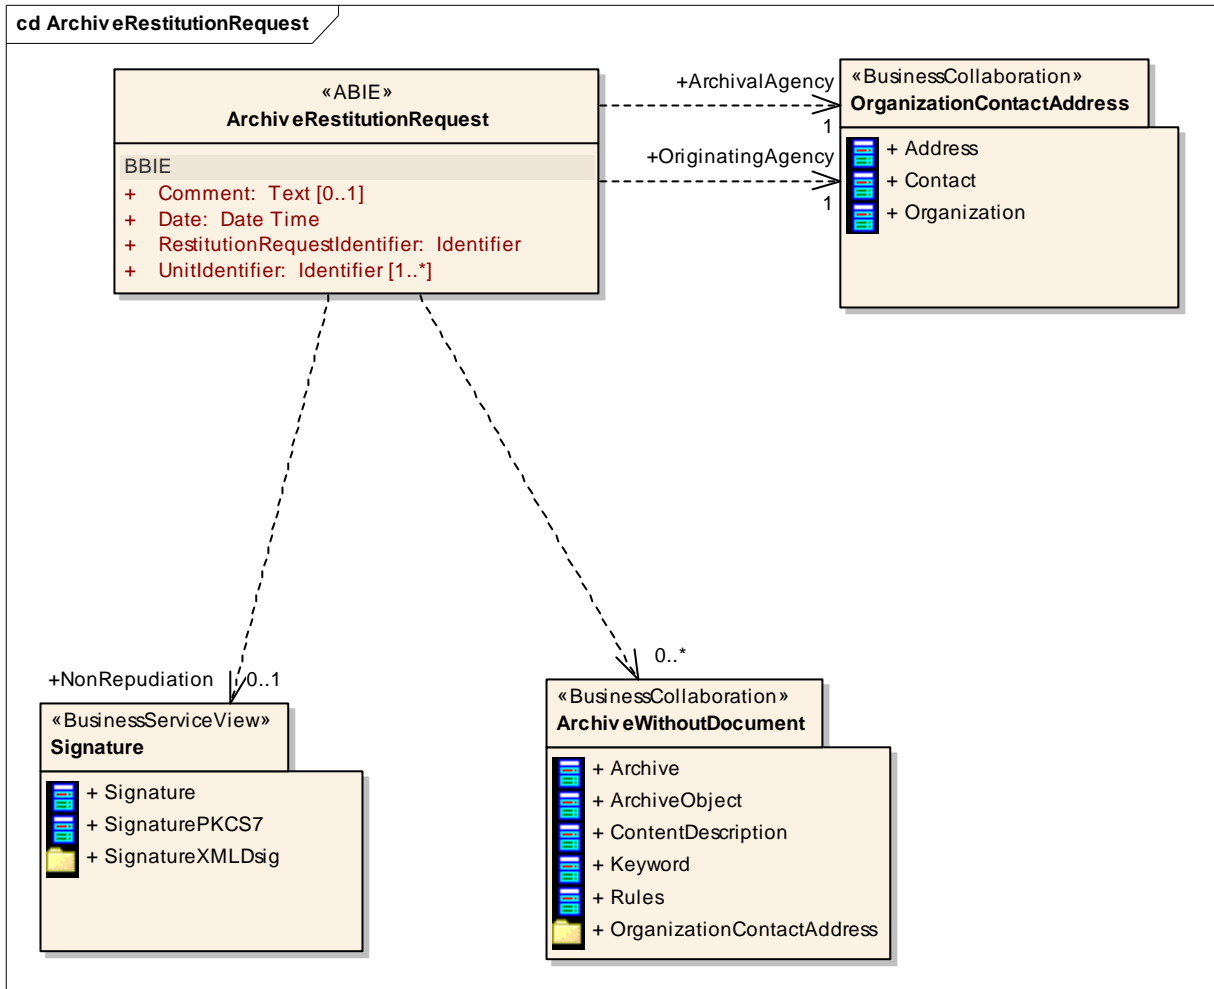 cd ArchiveRestitutionRequest
«ABIE»
ArchiveRestitutionRequest
BBIE
+ Comment: Text [0..1]
+ Date: Date Time
+ RestitutionRequestIdentifier: Identifier
+ UnitIdentifier: Identifier [1..*]
+ArchivalAgency
1
+OriginatingAgency
1
«BusinessCollaboration»
OrganizationContactAddress
+ Address
+ Contact
+ Organization
+NonRepudiation
0..1
«BusinessServiceView»
Signature
+ Signature
+ SignaturePKCS7
+ SignatureXMLDsig
0..*
«BusinessCollaboration»
ArchiveWithoutDocument
+ Archive
+ ArchiveObject
+ ContentDescription
+ Keyword
+ Rules
+ OrganizationContactAddress